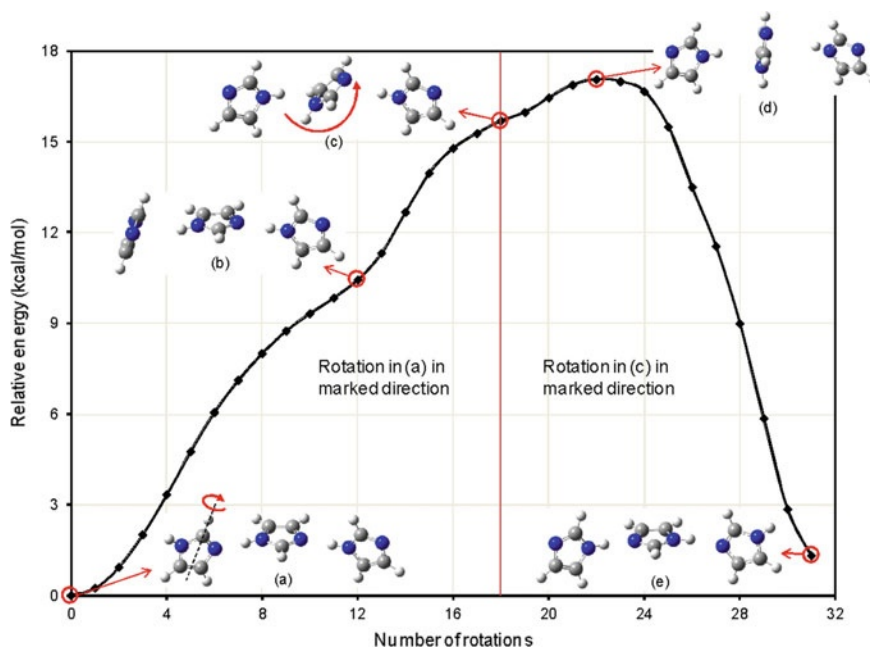 18
15
12
9
6
3
0
Relative energy (kcal/mol)
(c)
(d)
(b)
Rotation in (a) in
marked direction
Rotation in (c) in
marked direction
(a)
(e)
0 4 8 12 16 20 24 28 32
Number of rotations